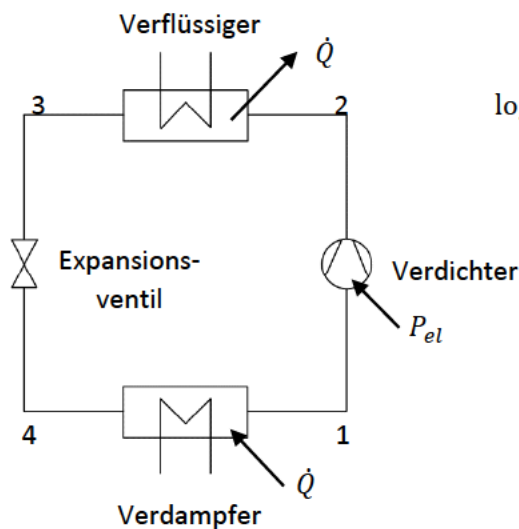 Verflüssiger
Q̇
3
2
lo
Expansions-
ventil
Verdichter
P_el
4
1
Q̇
Verdampfer